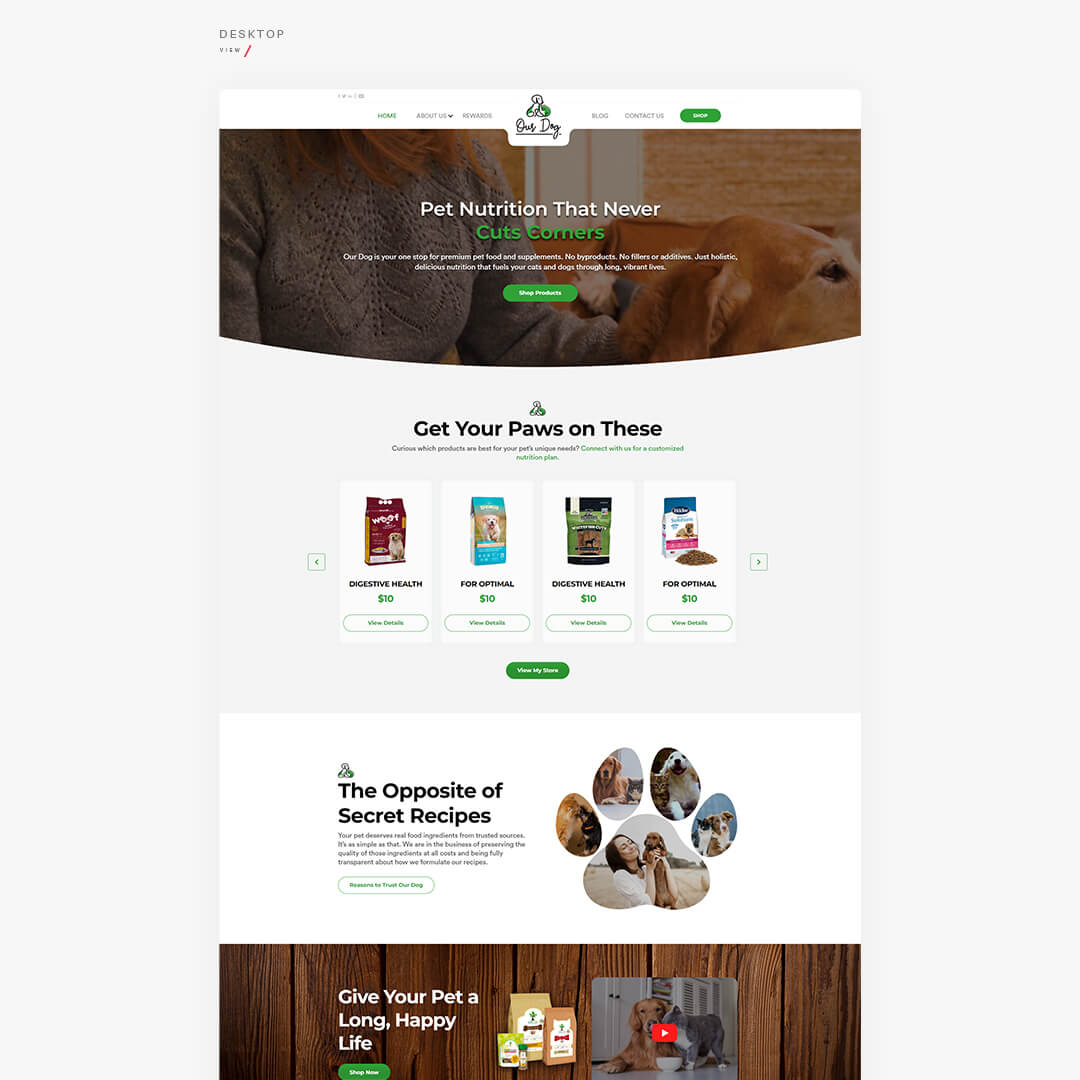 DESKTOP
VIEW
HOME
ABOUT US
REWARDS
Our Dog
BLOG
CONTACT US
SHOP
Pet Nutrition That Never
Cuts Corners
Our Dog is your one stop for premium pet food and supplements. No byproducts. No fillers or additives. Just holistic,
delicious nutrition that fuels your cats and dogs through long, vibrant lives.
Shop Products
Get Your Paws on These
Curious which products are best for your pet's unique needs? Connect with us for a customized
nutrition plan.
woof
Solutions
DIGESTIVE HEALTH
FOR OPTIMAL
DIGESTIVE HEALTH
FOR OPTIMAL
$10
$10
$10
$10
View Details
View Details
View Details
View Details
View My Store
The Opposite of
Secret Recipes
Your pet deserves real food ingredients from trusted sources.
It's as simple as that. We are in the business of preserving the
quality of those ingredients at all costs and being fully
transparent about how we formulate our recipes.
Reasons to Trust Our Dog
Give Your Pet a
Long, Happy
Life
Shop Now